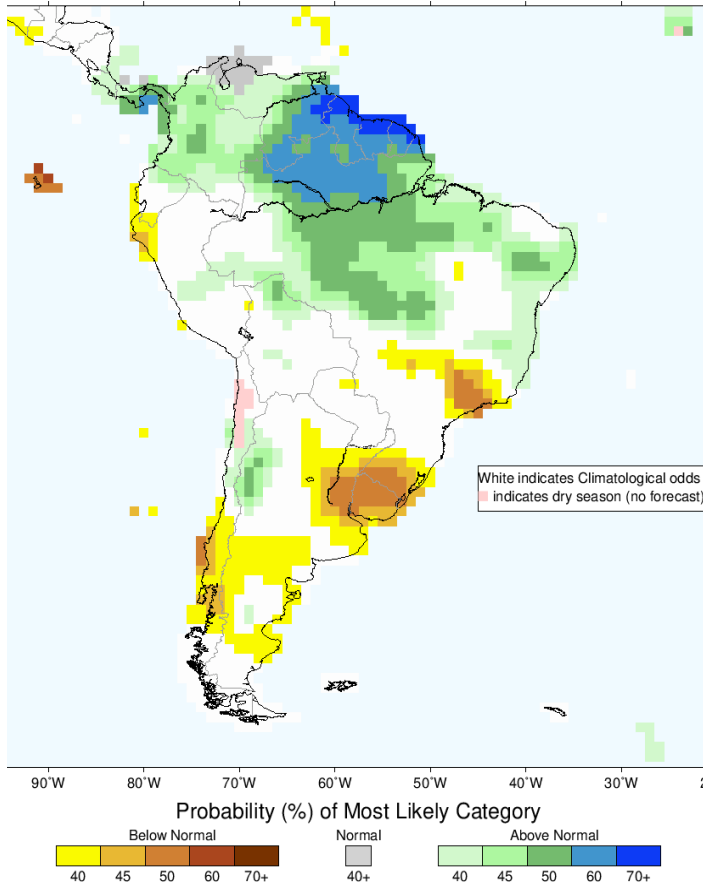 White indicates Climatological odds
indicates dry season (no forecast)
90°W 80°W 70°W 60°W 50°W 40°W 30°W 2
Probability (%) of Most Likely Category
Below Normal Normal Above Normal
40 45 50 60 70+ 40+ 40 45 50 60 70+